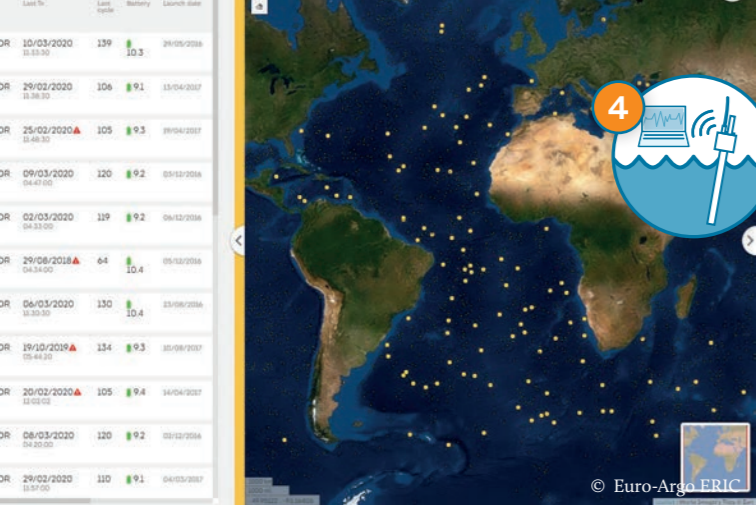 Last Tx Last cycle Battery Launch date
OR 10/03/2020 139 10.3 29/05/2016
11:33:30
OR 29/02/2020 106 9.1 13/04/2017
11:38:30
OR 25/02/2020 105 9.3 19/04/2017
11:48:30
OR 09/03/2020 120 9.2 03/12/2016
04:47:00
OR 02/03/2020 119 9.2 06/12/2016
04:33:00
OR 29/08/2018 64 10.4 05/12/2016
04:34:00
OR 06/03/2020 130 10.4 23/08/2016
11:30:30
OR 19/10/2019 134 9.3 10/08/2017
05:44:20
OR 20/02/2020 105 9.4 14/04/2017
12:02:02
OR 08/03/2020 120 9.2 02/12/2016
04:20:00
OR 29/02/2020 110 9.1 04/03/2017
11:57:00
4
© Euro-Argo ERIC